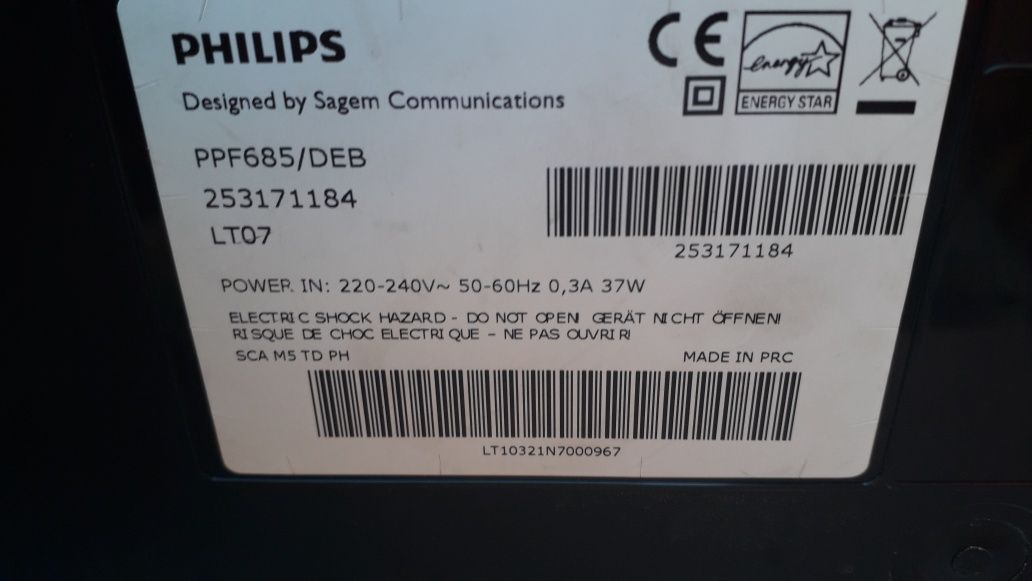 PHILIPS
Designed by Sagem Communications
energy
ENERGY STAR
PPF685/DEB
253171184
LT07
253171184
POWER IN: 220-240V~ 50-60Hz 0,3A 37W
ELECTRIC SHOCK HAZARD - DO NOT OPEN! GERÄT NICHT ÖFFNEN!
RISQUE DE CHOC ELECTRIQUE - NE PAS OUVRIR!
SCA M5 TD PH
MADE IN PRC
LT10321N7000967